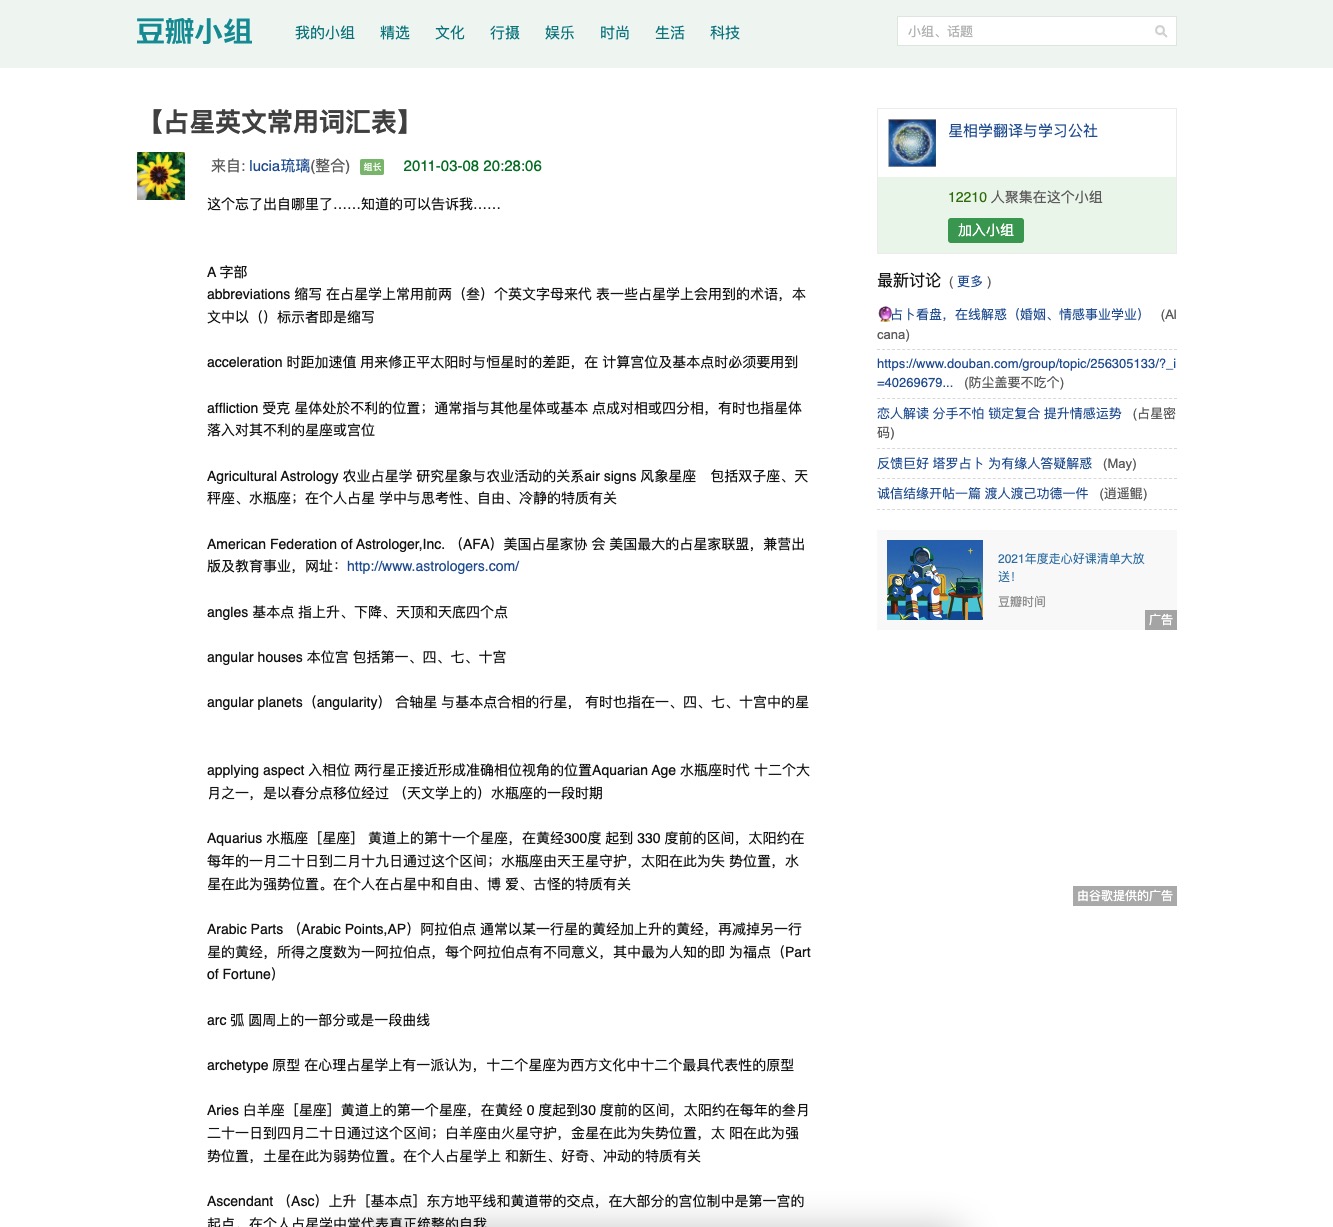 豆瓣小组
我的小组 精选 文化 行摄 娱乐 时尚 生活 科技
小组、话题
【占星英文常用词汇表】
来自: lucia琉璃(整合) 组长 2011-03-08 20:28:06
这个忘了出自哪里了……知道的可以告诉我……
A 字部
abbreviations 缩写 在占星学上常用前两（叁）个英文字母来代 表一些占星学上会用到的术语，本
文中以（）标示者即是缩写
acceleration 时距加速值 用来修正平太阳时与恒星时的差距，在 计算宫位及基本点时必须要用到
affliction 受克 星体处於不利的位置；通常指与其他星体或基本 点成对相或四分相，有时也指星体
落入对其不利的星座或宫位
Agricultural Astrology 农业占星学 研究星象与农业活动的关系air signs 风象星座　包括双子座、天
秤座、水瓶座；在个人占星 学中与思考性、自由、冷静的特质有关
American Federation of Astrologer,Inc. （AFA）美国占星家协 会 美国最大的占星家联盟，兼营出
版及教育事业，网址：http://www.astrologers.com/
angles 基本点 指上升、下降、天顶和天底四个点
angular houses 本位宫 包括第一、四、七、十宫
angular planets（angularity） 合轴星 与基本点合相的行星， 有时也指在一、四、七、十宫中的星
applying aspect 入相位 两行星正接近形成准确相位视角的位置Aquarian Age 水瓶座时代 十二个大
月之一，是以春分点移位经过 （天文学上的）水瓶座的一段时期
Aquarius 水瓶座［星座］ 黄道上的第十一个星座，在黄经300度 起到 330 度前的区间，太阳约在
每年的一月二十日到二月十九日通过这个区间；水瓶座由天王星守护，太阳在此为失 势位置，水
星在此为强势位置。在个人在占星中和自由、博 爱、古怪的特质有关
Arabic Parts （Arabic Points,AP）阿拉伯点 通常以某一行星的黄经加上升的黄经，再减掉另一行
星的黄经，所得之度数为一阿拉伯点，每个阿拉伯点有不同意义，其中最为人知的即 为福点（Part
of Fortune）
arc 弧 圆周上的一部分或是一段曲线
archetype 原型 在心理占星学上有一派认为，十二个星座为西方文化中十二个最具代表性的原型
Aries 白羊座［星座］黄道上的第一个星座，在黄经 0 度起到30 度前的区间，太阳约在每年的叁月
二十一日到四月二十日通过这个区间；白羊座由火星守护，金星在此为失势位置，太 阳在此为强
势位置，土星在此为弱势位置。在个人占星学上 和新生、好奇、冲动的特质有关
Ascendant （Asc）上升［基本点］东方地平线和黄道带的交点，在大部分的宫位制中是第一宫的
起点，在个人占星学中常代表真正统整的自我
星相学翻译与学习公社
12210 人聚集在这个小组
加入小组
最新讨论 （ 更多 ）
占卜看盘，在线解惑（婚姻、情感事业学业） (Al
cana)
https://www.douban.com/group/topic/256305133/?_i
=40269679... (防尘盖要不吃个)
恋人解读 分手不怕 锁定复合 提升情感运势 (占星密
码)
反馈巨好 塔罗占卜 为有缘人答疑解惑 (May)
诚信结缘开帖一篇 渡人渡己功德一件 (逍遥鲲)
2021年度走心好课清单大放
送！
豆瓣时间
广告
由谷歌提供的广告